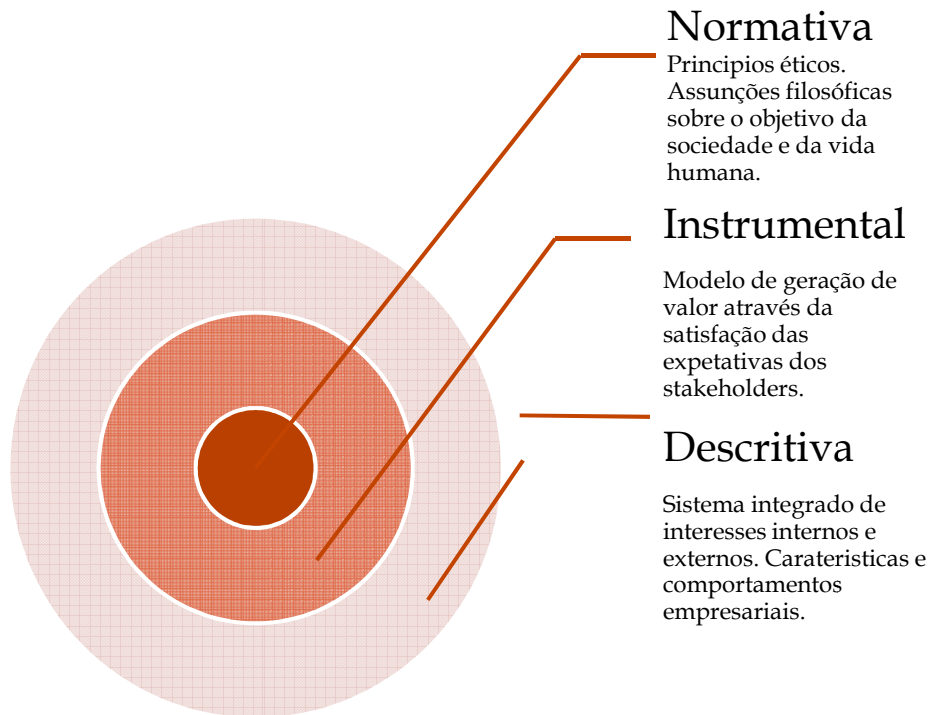 Normativa
Principios éticos.
Assunções filosóficas
sobre o objetivo da
sociedade e da vida
humana.
Instrumental
Modelo de geração de
valor através da
satisfação das
expetativas dos
stakeholders.
Descritiva
Sistema integrado de
interesses internos e
externos. Carateristicas e
comportamentos
empresariais.